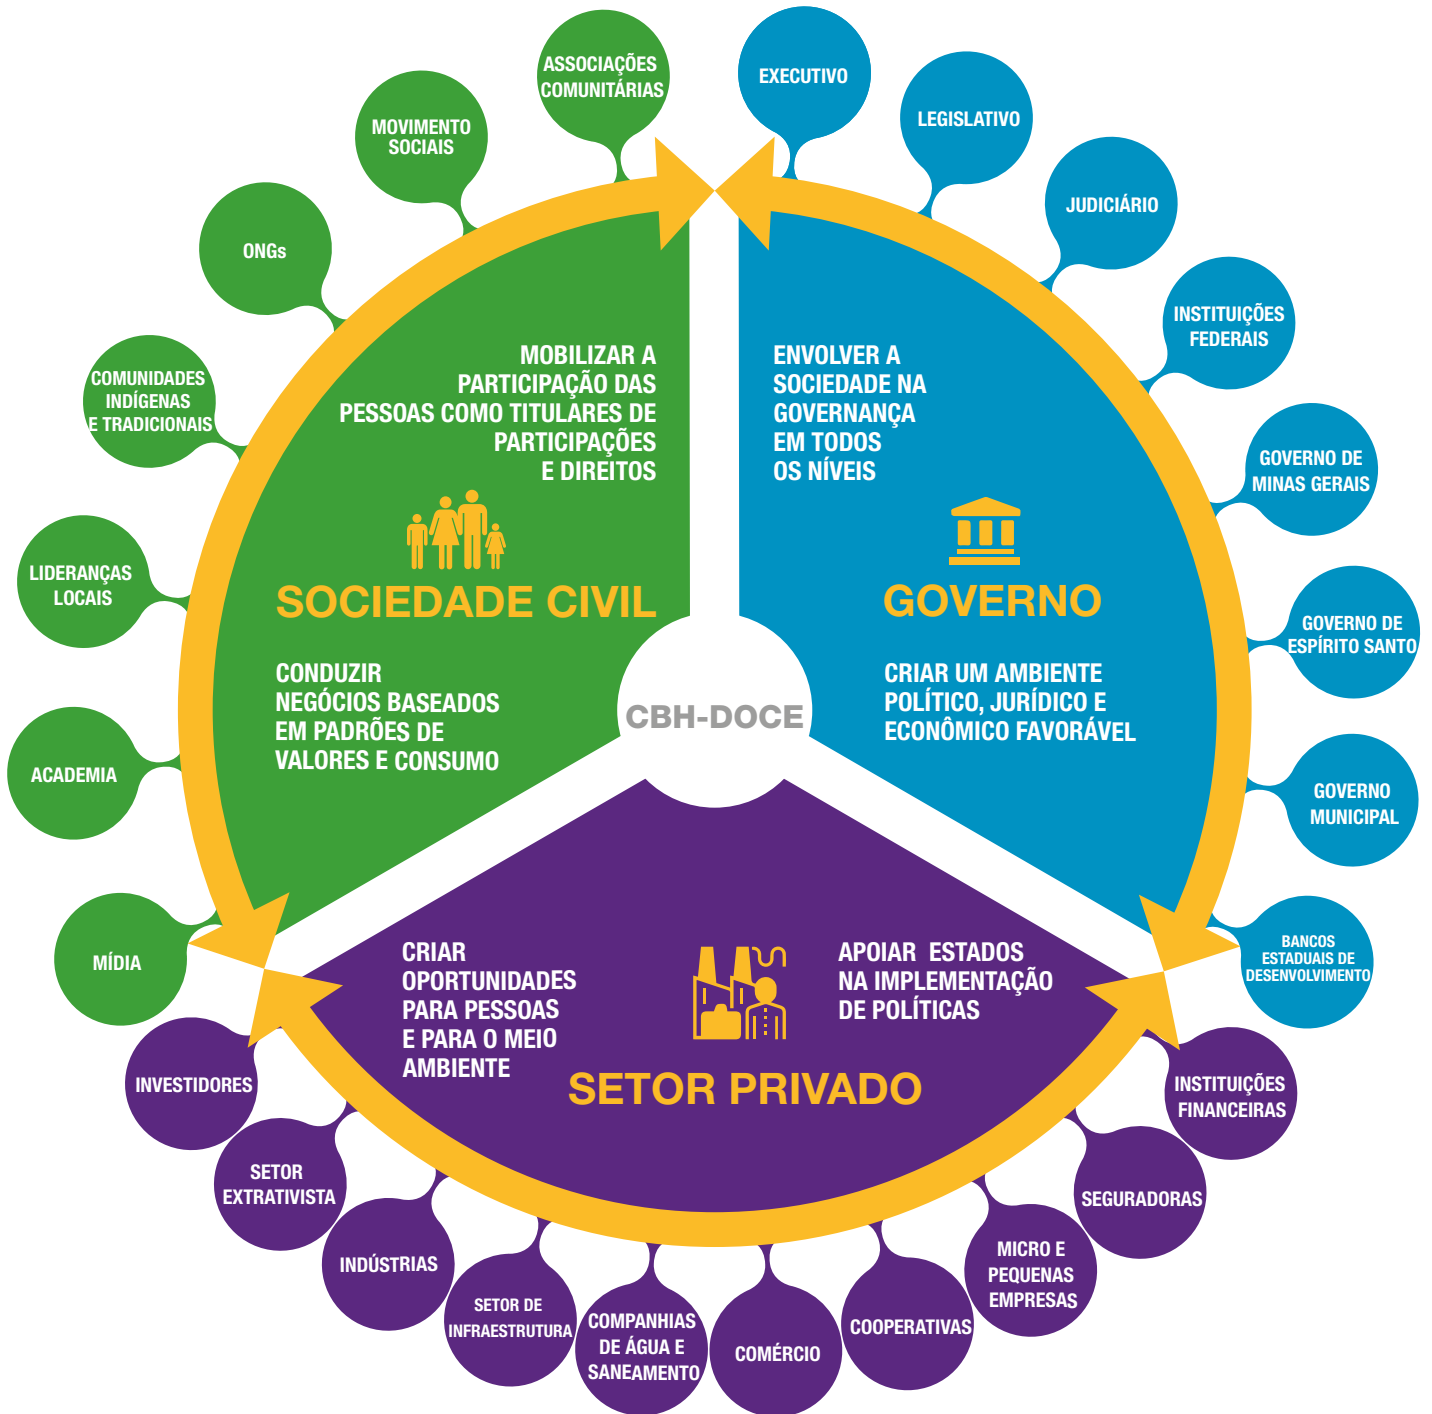 ASSOCIAÇÕES
COMUNITÁRIAS
MOVIMENTO
SOCIAIS
ONGs
COMUNIDADES
INDÍGENAS
E TRADICIONAIS
LIDERANÇAS
LOCAIS
ACADEMIA
MÍDIA
EXECUTIVO
LEGISLATIVO
JUDICIÁRIO
INSTITUIÇÕES
FEDERAIS
GOVERNO DE
MINAS GERAIS
GOVERNO DE
ESPÍRITO SANTO
GOVERNO
MUNICIPAL
BANCOS
ESTADUAIS DE
DESENVOLVIMENTO
MOBILIZAR A
PARTICIPAÇÃO DAS
PESSOAS COMO TITULARES DE
PARTICIPAÇÕES
E DIREITOS
SOCIEDADE CIVIL
CONDUZIR
NEGÓCIOS BASEADOS
EM PADRÕES DE
VALORES E CONSUMO
ENVOLVER A
SOCIEDADE NA
GOVERNANÇA
EM TODOS
OS NÍVEIS
GOVERNO
CRIAR UM AMBIENTE
POLÍTICO, JURÍDICO E
ECONÔMICO FAVORÁVEL
CBH-DOCE
CRIAR
OPORTUNIDADES
PARA PESSOAS
E PARA O MEIO
AMBIENTE
APOIAR ESTADOS
NA IMPLEMENTAÇÃO
DE POLÍTICAS
SETOR PRIVADO
INVESTIDORES
SETOR
EXTRATIVISTA
INDÚSTRIAS
SETOR DE
INFRAESTRUTURA
COMPANHIAS
DE ÁGUA E
SANEAMENTO
COMÉRCIO
COOPERATIVAS
MICRO E
PEQUENAS
EMPRESAS
SEGURADORAS
INSTITUIÇÕES
FINANCEIRAS